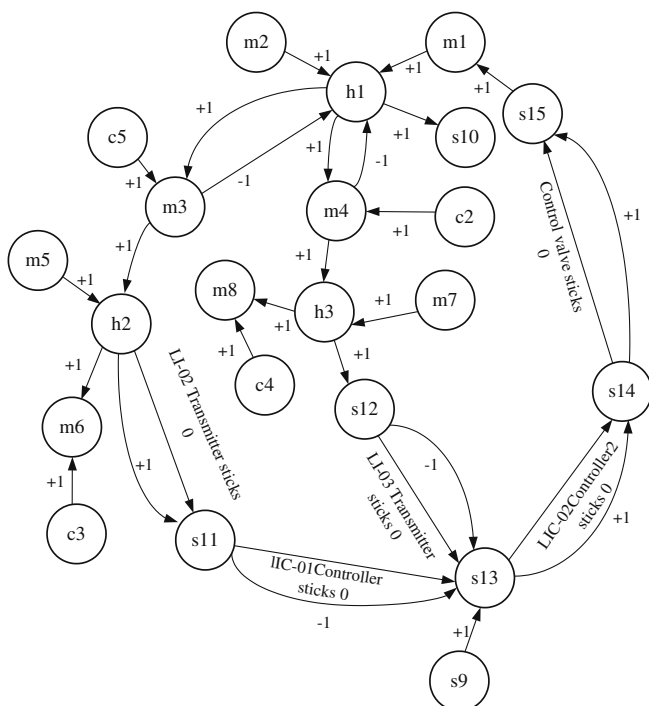 m2
m1
+1
+1
h1
+1
s15
+1
c5
+1
s10
+1
-1
+1
-1
m3
m4
+1
c2
Control valve sticks
0
+1
+1
m5
+1
+1
m8
h3
+1
m7
h2
+1
+1
+1
c4
s12
s14
+1
m6
LI-02 Transmitter sticks
0
+1
+1
c3
-1
LI-03 Transmitter
sticks 0
LIC-02Controller2
sticks 0
+1
s11
lIC-01Controller
sticks 0
s13
-1
+1
s9